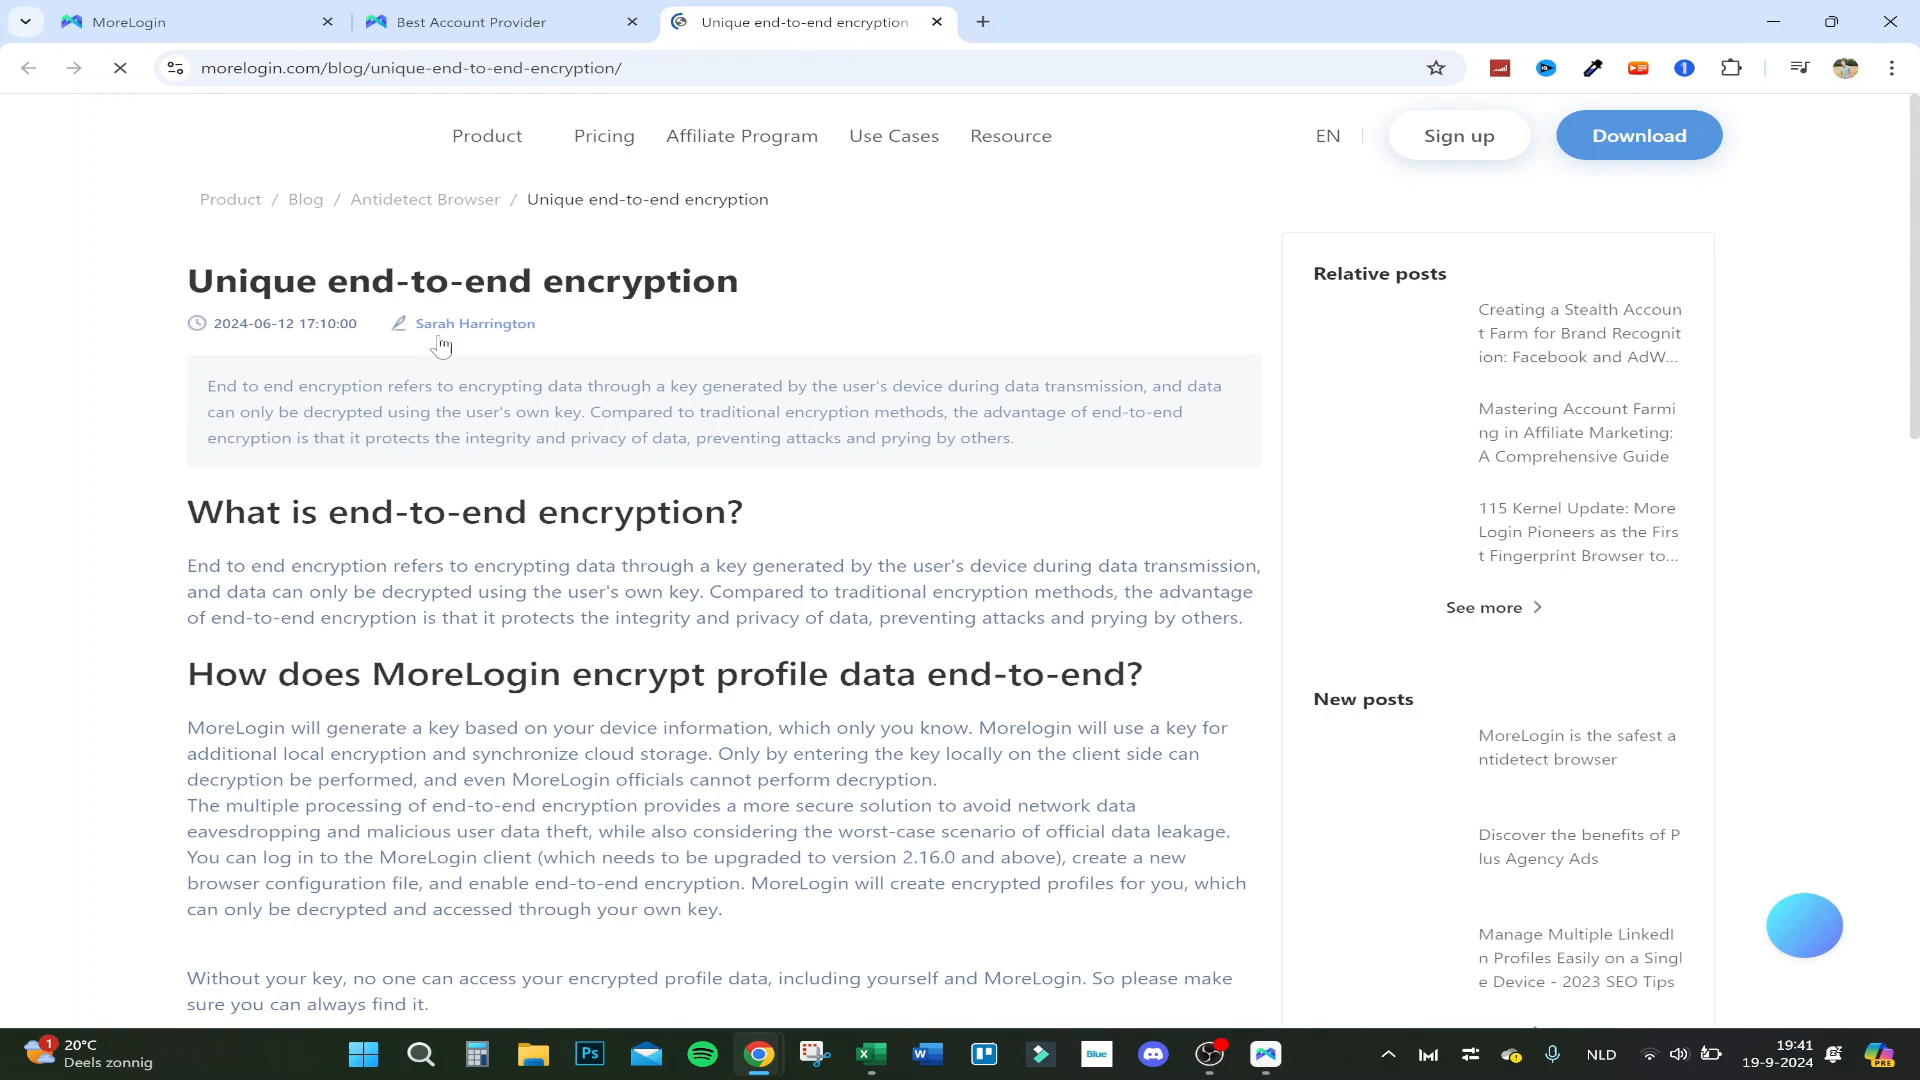 MoreLogin
Best Account Provider
Unique end-to-end encryption
morelogin.com/blog/unique-end-to-end-encryption/
Product
Pricing
Affiliate Program
Use Cases
Resource
EN
Sign up
Download
Product / Blog / Antidetect Browser / Unique end-to-end encryption
Unique end-to-end encryption
2024-06-12 17:10:00
Sarah Harrington
End to end encryption refers to encrypting data through a key generated by the user's device during data transmission, and data
can only be decrypted using the user's own key. Compared to traditional encryption methods, the advantage of end-to-end
encryption is that it protects the integrity and privacy of data, preventing attacks and prying by others.
What is end-to-end encryption?
End to end encryption refers to encrypting data through a key generated by the user's device during data transmission,
and data can only be decrypted using the user's own key. Compared to traditional encryption methods, the advantage
of end-to-end encryption is that it protects the integrity and privacy of data, preventing attacks and prying by others.
How does MoreLogin encrypt profile data end-to-end?
MoreLogin will generate a key based on your device information, which only you know. Morelogin will use a key for
additional local encryption and synchronize cloud storage. Only by entering the key locally on the client side can
decryption be performed, and even MoreLogin officials cannot perform decryption.
The multiple processing of end-to-end encryption provides a more secure solution to avoid network data
eavesdropping and malicious user data theft, while also considering the worst-case scenario of official data leakage.
You can log in to the MoreLogin client (which needs to be upgraded to version 2.16.0 and above), create a new
browser configuration file, and enable end-to-end encryption. MoreLogin will create encrypted profiles for you, which
can only be decrypted and accessed through your own key.
Without your key, no one can access your encrypted profile data, including yourself and MoreLogin. So please make
sure you can always find it.
Relative posts
Creating a Stealth Accoun
t Farm for Brand Recognit
ion: Facebook and AdW...
Mastering Account Farmi
ng in Affiliate Marketing:
A Comprehensive Guide
115 Kernel Update: More
Login Pioneers as the Firs
t Fingerprint Browser to...
See more
New posts
MoreLogin is the safest a
ntidetect browser
Discover the benefits of P
lus Agency Ads
Manage Multiple LinkedI
n Profiles Easily on a Singl
e Device - 2023 SEO Tips
1
20°C
Deels zonnig
Ps
Blue
NLD
19:41
19-9-2024
PRE